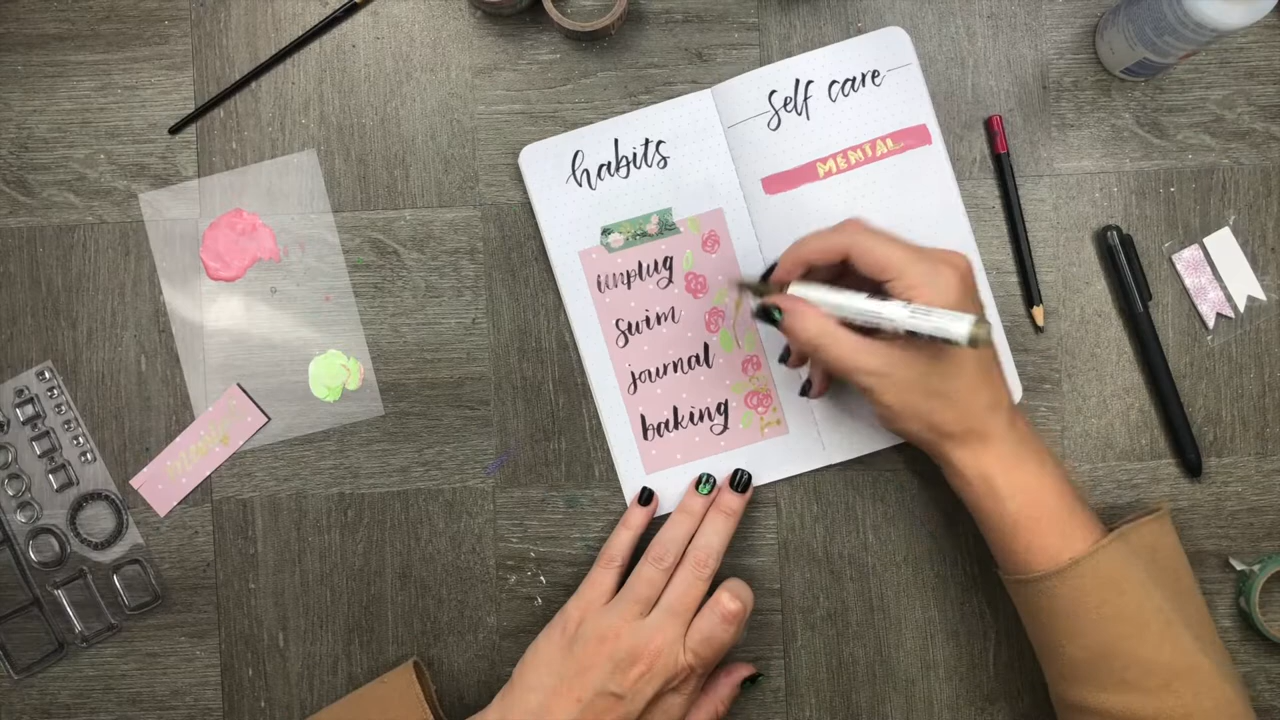 habits
self care
MENTAL
unplug
swim
journal
baking